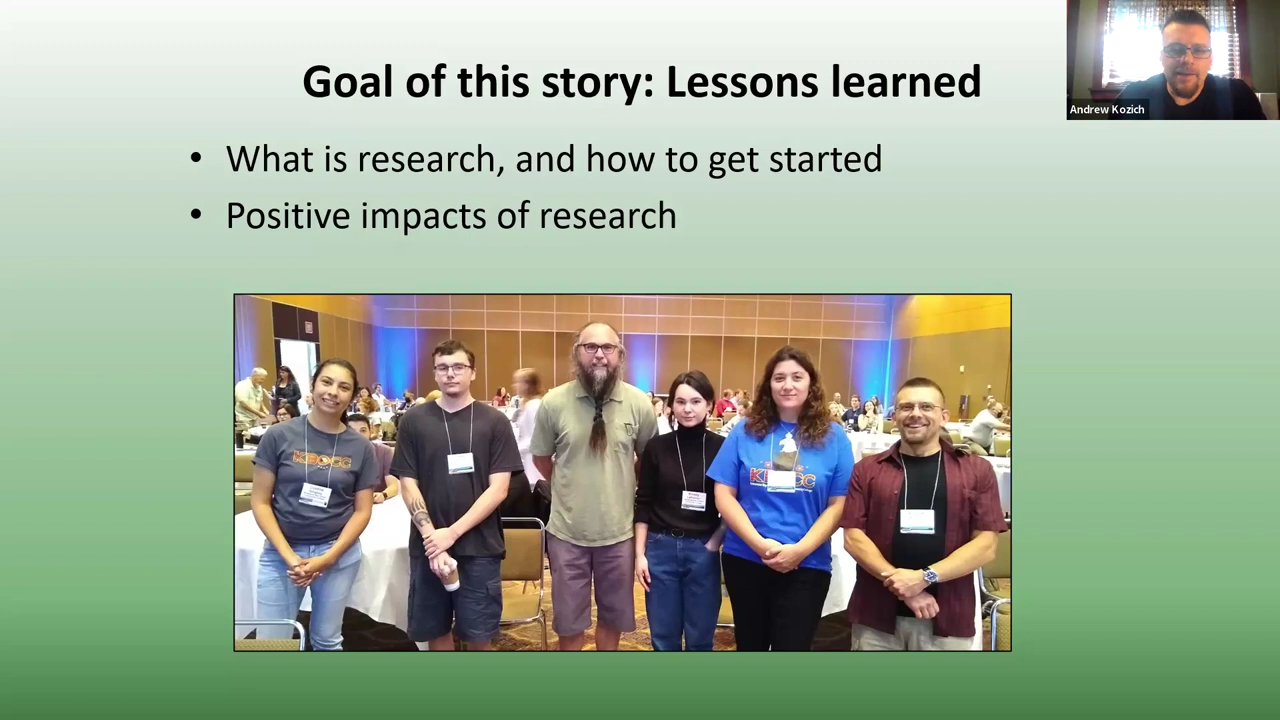 Goal of this story: Lessons learned
Andrew Kozich
• What is research, and how to get started
• Positive impacts of research
KBOCC